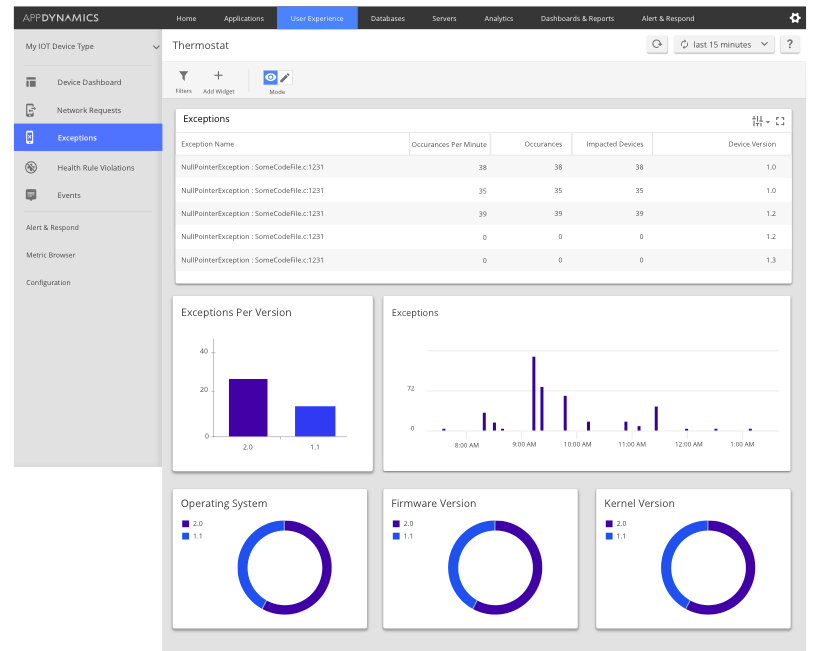 APPDYNAMICS Home Applications User Experience Databases Servers Analytics Dashboards & Reports Alert & Respond
My IOT Device Type
Device Dashboard
Network Requests
Exceptions
Health Rule Violations
Events
Alert & Respond
Metric Browser
Configuration
Thermostat last 15 minutes ?
Filters Add Widget Mode
Exceptions
Exception Name Occurances Per Minute Occurances Impacted Devices Device Version
NullPointerException : SomeCodeFile.c:1231 38 38 38 1.0
NullPointerException : SomeCodeFile.c:1231 35 35 35 1.0
NullPointerException : SomeCodeFile.c:1231 39 39 39 1.2
NullPointerException : SomeCodeFile.c:1231 0 0 0 1.2
NullPointerException : SomeCodeFile.c:1231 0 0 0 1.3
Exceptions Per Version
40
20
0
2.0 1.1
Exceptions
72
0
8:00 AM 9:00 AM 10:00 AM 11:00 AM 12:00 AM 1:00 AM
Operating System
2.0
1.1
Firmware Version
2.0
1.1
Kernel Version
2.0
1.1